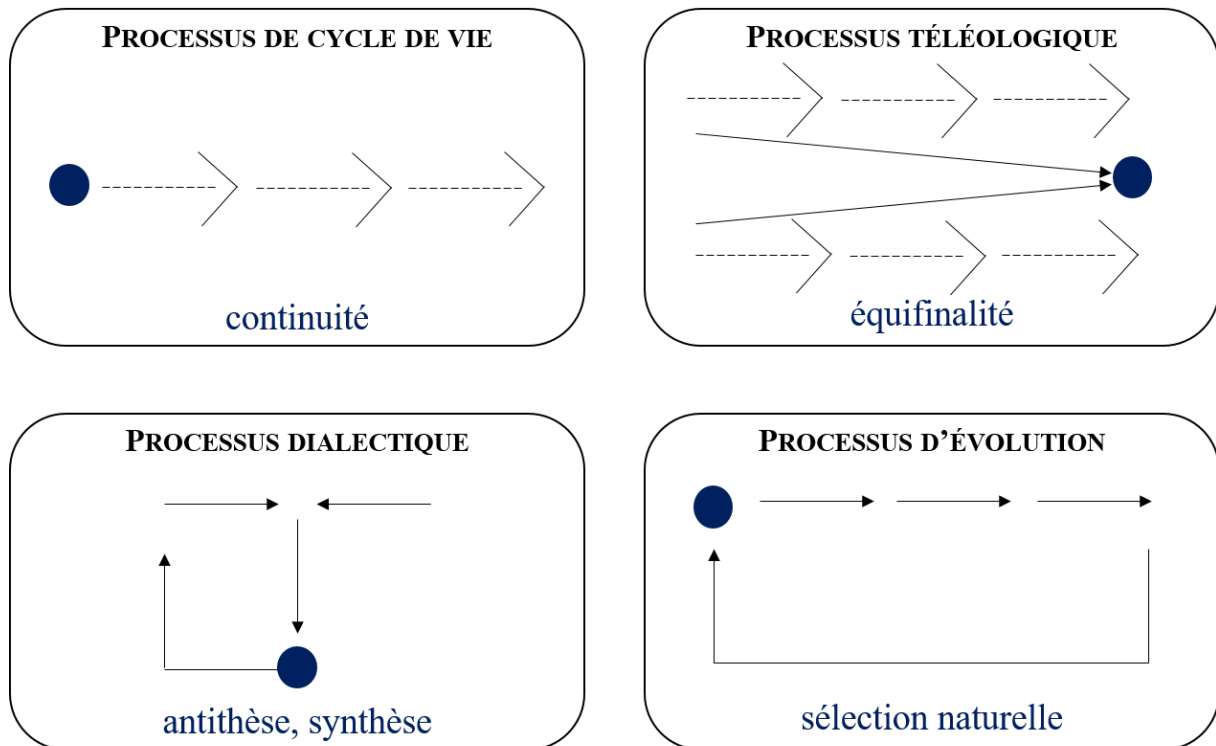 PROCESSUS DE CYCLE DE VIE
continuité
PROCESSUS TÉLÉOLOGIQUE
équifinalité
PROCESSUS DIALECTIQUE
antithèse, synthèse
PROCESSUS D’ÉVOLUTION
sélection naturelle